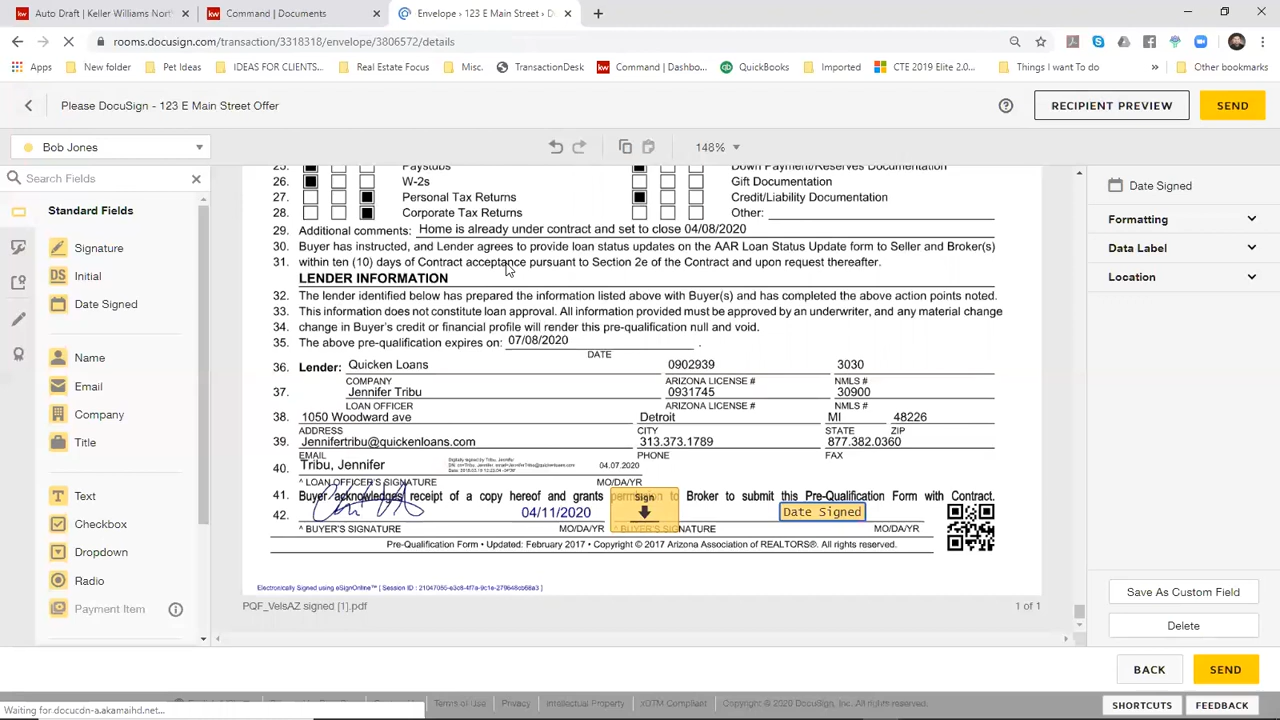 Auto Draft | Keller Williams Nort
Command | Documents
Envelope › 123 E Main Street › D
rooms.docusign.com/transaction/3318318/envelope/3806572/details
Apps New folder Pet Ideas IDEAS FOR CLIENTS... Real Estate Focus Misc. TransactionDesk Command | Dashbo... QuickBooks Imported CTE 2019 Elite 2.0... Things I want To do » Other bookmarks
Please DocuSign - 123 E Main Street Offer
RECIPIENT PREVIEW
SEND
Bob Jones
148%
Search Fields
Standard Fields
Signature
DS Initial
Date Signed
Name
Email
Company
Title
Text
Checkbox
Dropdown
Radio
Payment Item
25. Paystubs Down Payment/Reserves Documentation
26. W-2s Gift Documentation
27. Personal Tax Returns Credit/Liability Documentation
28. Corporate Tax Returns Other:
29. Additional comments: Home is already under contract and set to close 04/08/2020
30. Buyer has instructed, and Lender agrees to provide loan status updates on the AAR Loan Status Update form to Seller and Broker(s)
31. within ten (10) days of Contract acceptance pursuant to Section 2e of the Contract and upon request thereafter.
LENDER INFORMATION
32. The lender identified below has prepared the information listed above with Buyer(s) and has completed the above action points noted.
33. This information does not constitute loan approval. All information provided must be approved by an underwriter, and any material change
34. change in Buyer's credit or financial profile will render this pre-qualification null and void.
35. The above pre-qualification expires on: 07/08/2020 .
DATE
36. Lender: Quicken Loans 0902939 3030
COMPANY ARIZONA LICENSE # NMLS #
37. Jennifer Tribu 0931745 30900
LOAN OFFICER ARIZONA LICENSE # NMLS #
38. 1050 Woodward ave Detroit MI 48226
ADDRESS CITY STATE ZIP
39. Jennifertribu@quickenloans.com 313.373.1789 877.382.0360
EMAIL PHONE FAX
40. Tribu, Jennifer 04.07.2020
^ LOAN OFFICER'S SIGNATURE MO/DA/YR
41. Buyer acknowledges receipt of a copy hereof and grants permission to Broker to submit this Pre-Qualification Form with Contract.
42. 04/11/2020 Sign Date Signed
^ BUYER'S SIGNATURE MO/DA/YR ^ BUYER'S SIGNATURE MO/DA/YR
Pre-Qualification Form • Updated: February 2017 • Copyright © 2017 Arizona Association of REALTORS®. All rights reserved.
PQF_VelsAZ signed [1].pdf 1 of 1
Date Signed
Formatting
Data Label
Location
Save As Custom Field
Delete
BACK
SEND
Waiting for docucdn-a.akamaihd.net...
Terms of Use Privacy Intellectual Property xDTM Compliant Copyright © 2020 DocuSign, Inc. All rights reserved.
SHORTCUTS
FEEDBACK